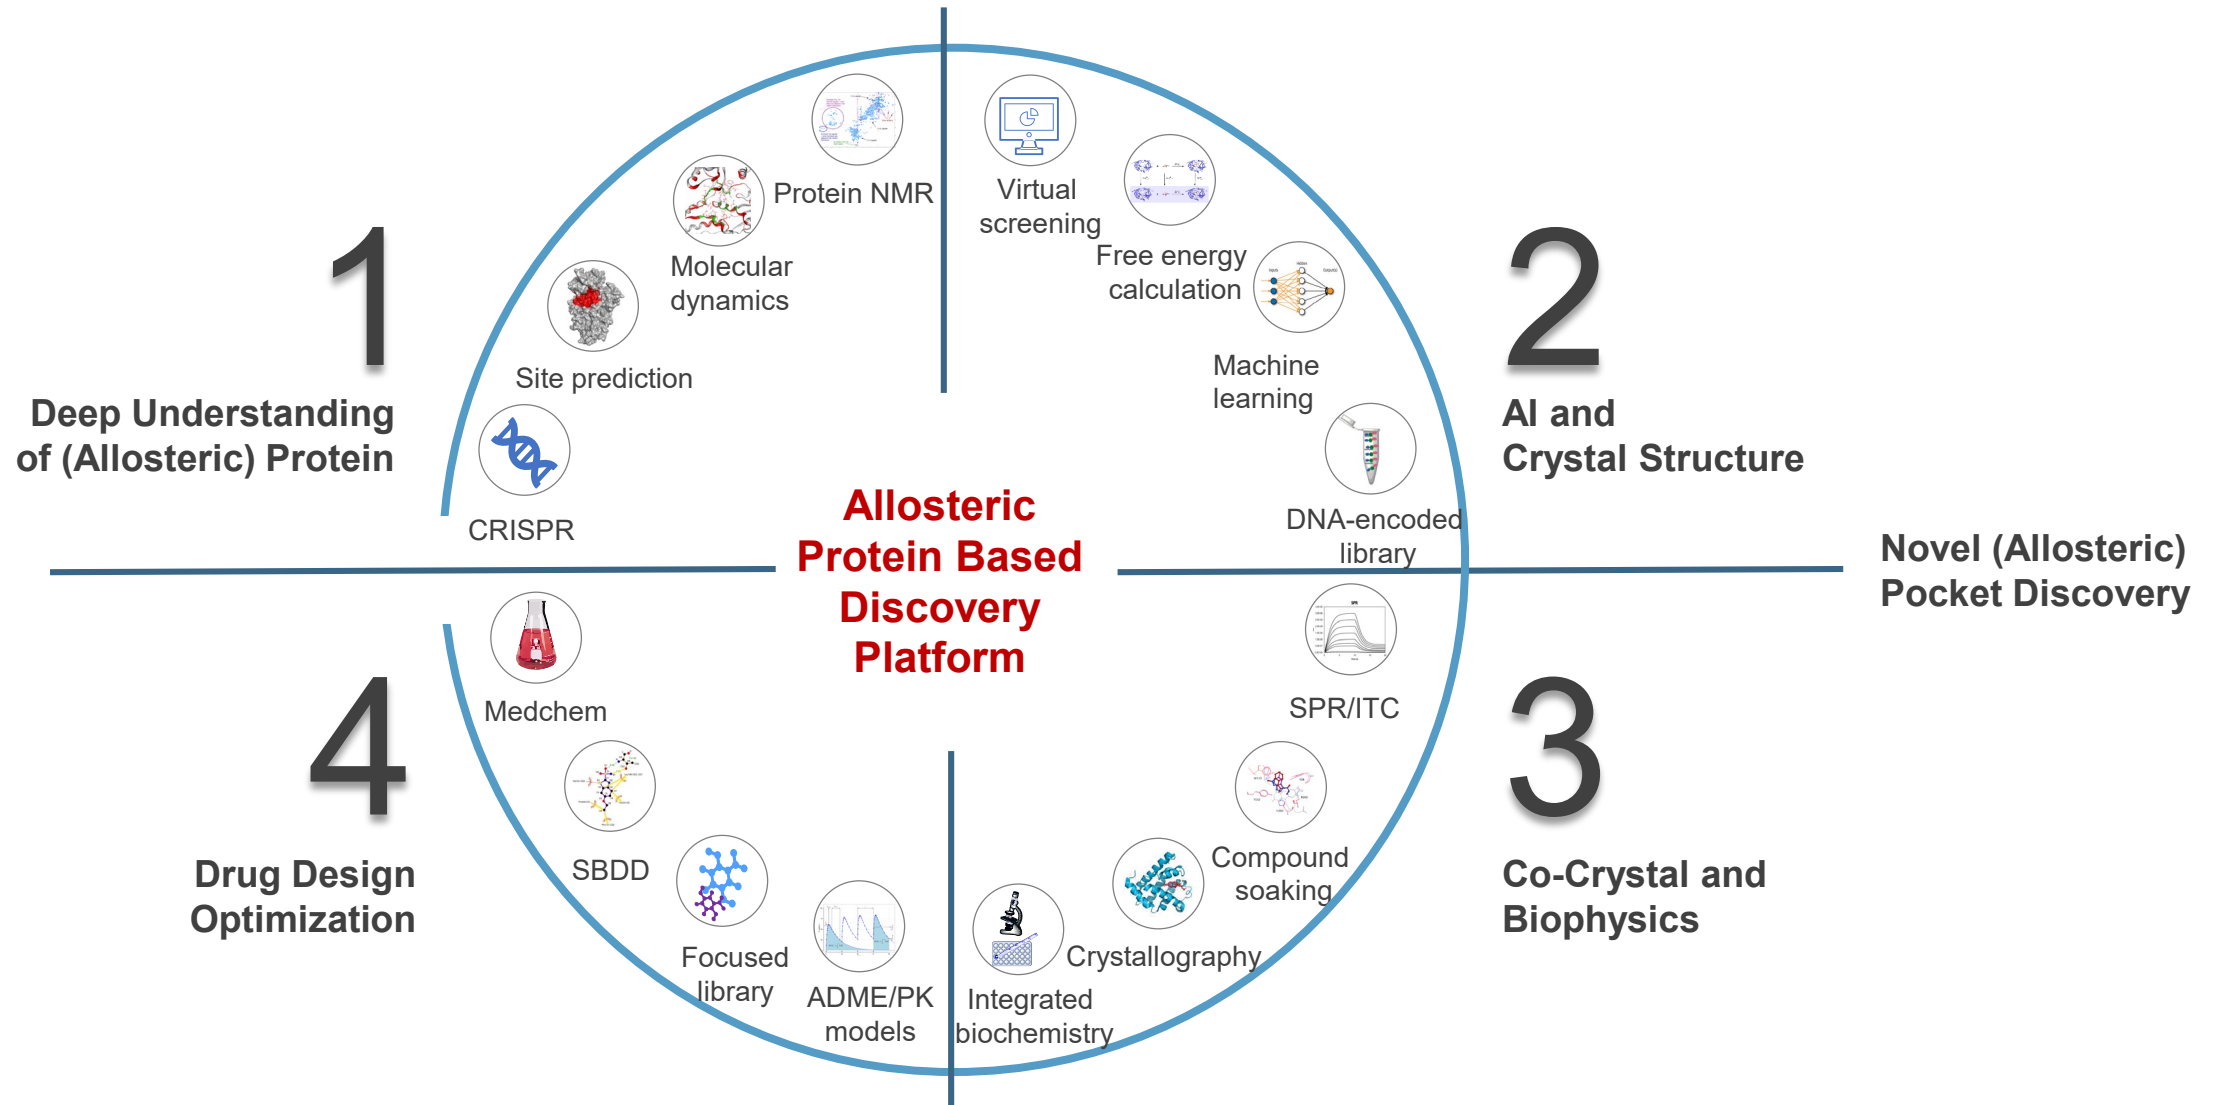 1
Deep Understanding
of (Allosteric) Protein
Protein NMR
Molecular
dynamics
Site prediction
CRISPR
2
AI and
Crystal Structure
Virtual
screening
Free energy
calculation
Machine
learning
DNA-encoded
library
Allosteric
Protein Based
Discovery
Platform
Novel (Allosteric)
Pocket Discovery
3
Co-Crystal and
Biophysics
SPR
SPR/ITC
Compound
soaking
Crystallography
Integrated
biochemistry
4
Drug Design
Optimization
Medchem
SBDD
Focused
library
ADME/PK
models